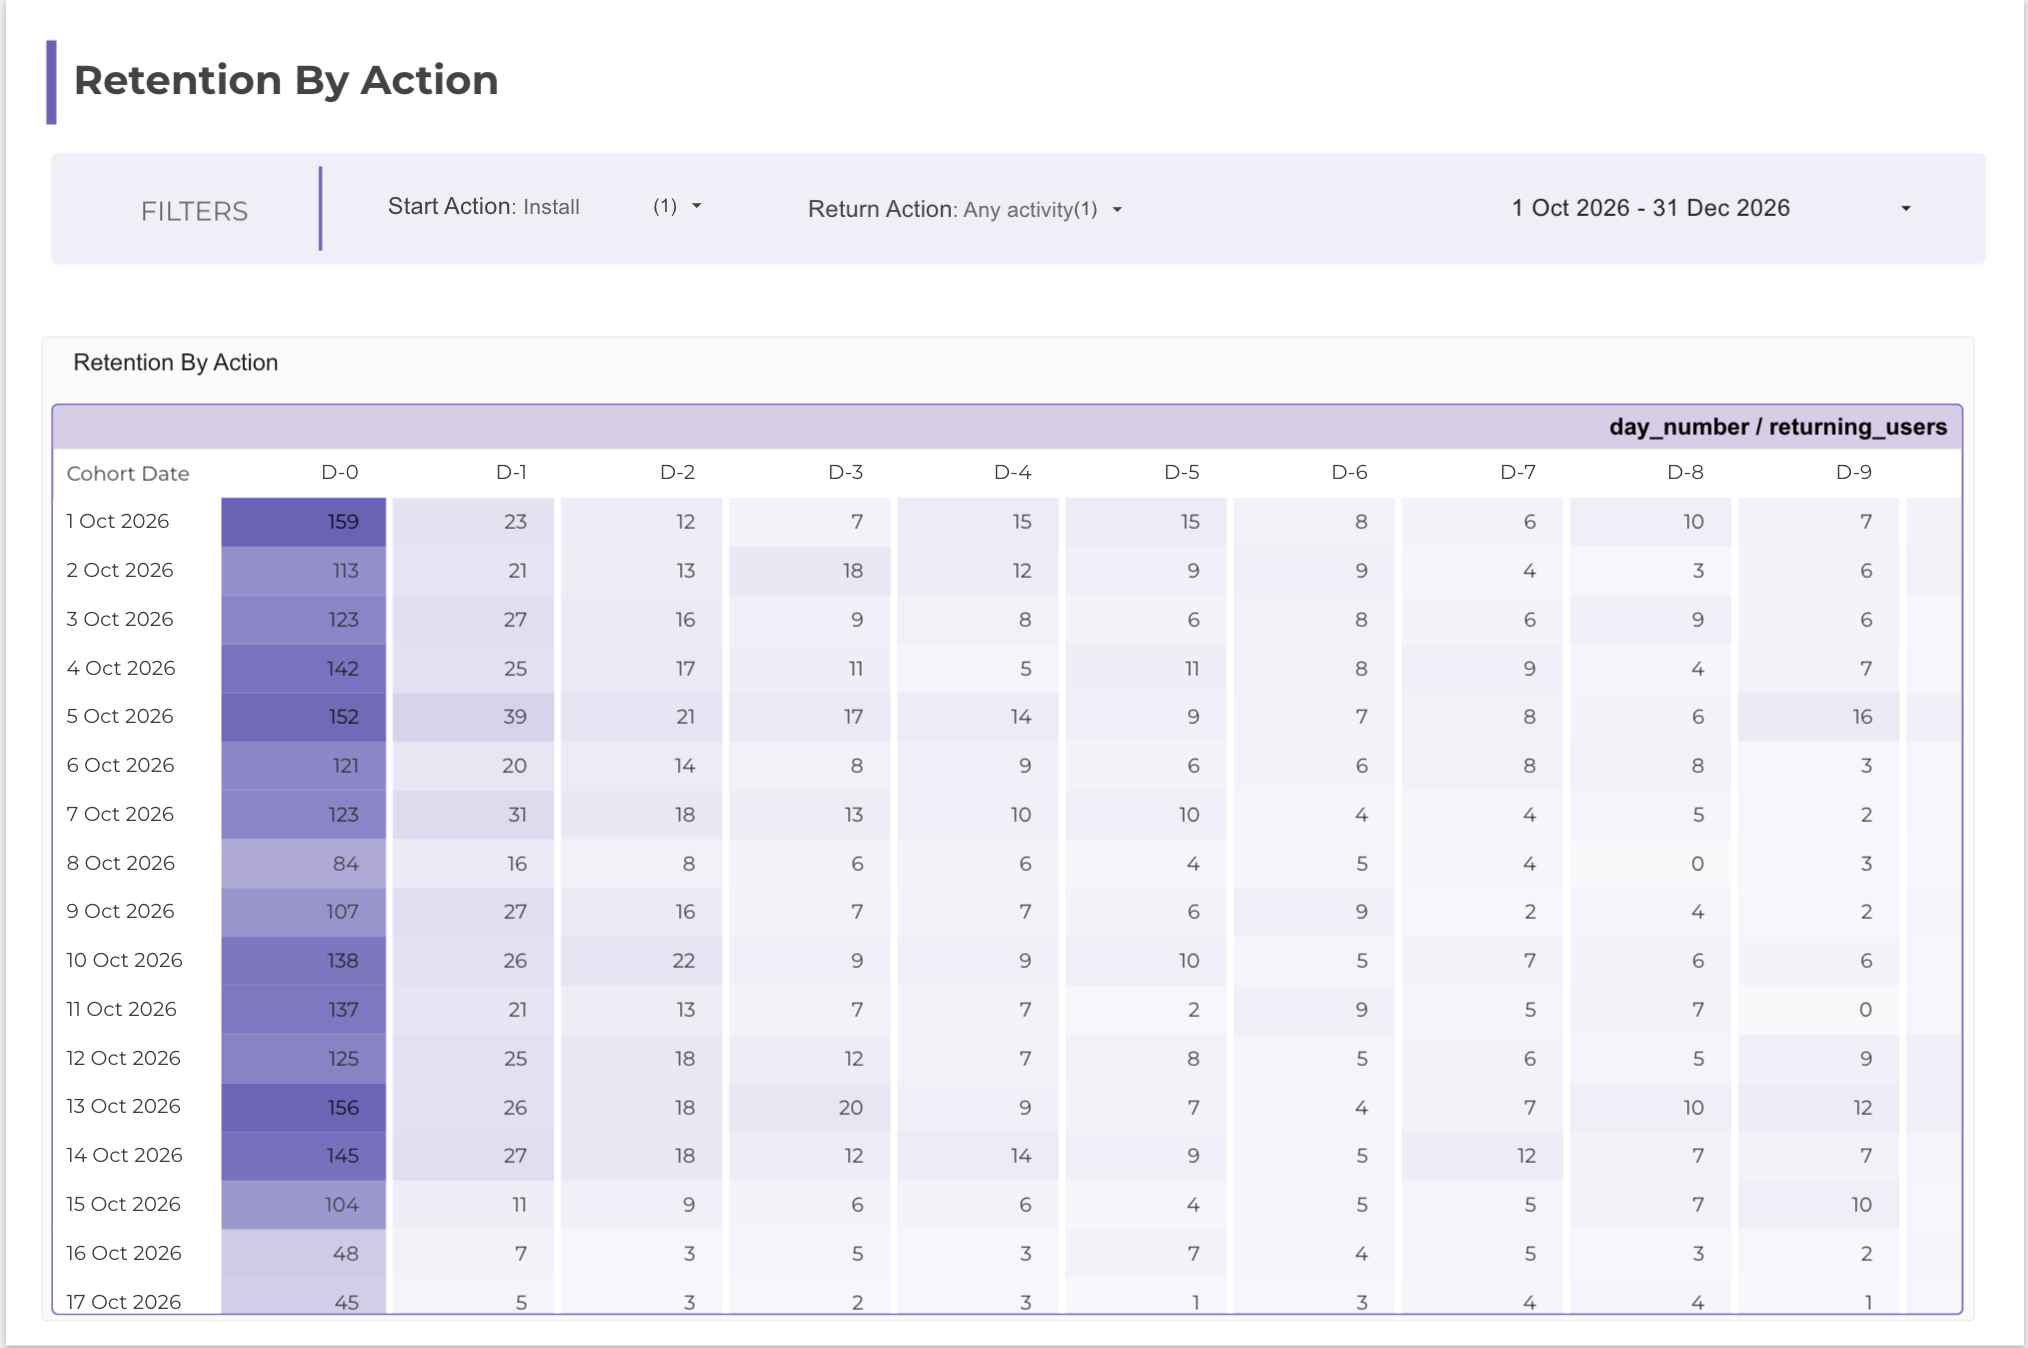 Retention By Action
FILTERS
Start Action: Install (1)
Return Action: Any activity(1)
1 Oct 2026 - 31 Dec 2026
Retention By Action
day_number / returning_users
Cohort Date D-0 D-1 D-2 D-3 D-4 D-5 D-6 D-7 D-8 D-9
1 Oct 2026 159 23 12 7 15 15 8 6 10 7
2 Oct 2026 113 21 13 18 12 9 9 4 3 6
3 Oct 2026 123 27 16 9 8 6 8 6 9 6
4 Oct 2026 142 25 17 11 5 11 8 9 4 7
5 Oct 2026 152 39 21 17 14 9 7 8 6 16
6 Oct 2026 121 20 14 8 9 6 6 8 8 3
7 Oct 2026 123 31 18 13 10 10 4 4 5 2
8 Oct 2026 84 16 8 6 6 4 5 4 0 3
9 Oct 2026 107 27 16 7 7 6 9 2 4 2
10 Oct 2026 138 26 22 9 9 10 5 7 6 6
11 Oct 2026 137 21 13 7 7 2 9 5 7 0
12 Oct 2026 125 25 18 12 7 8 5 6 5 9
13 Oct 2026 156 26 18 20 9 7 4 7 10 12
14 Oct 2026 145 27 18 12 14 9 5 12 7 7
15 Oct 2026 104 11 9 6 6 4 5 5 7 10
16 Oct 2026 48 7 3 5 3 7 4 5 3 2
17 Oct 2026 45 5 3 2 3 1 3 4 4 1